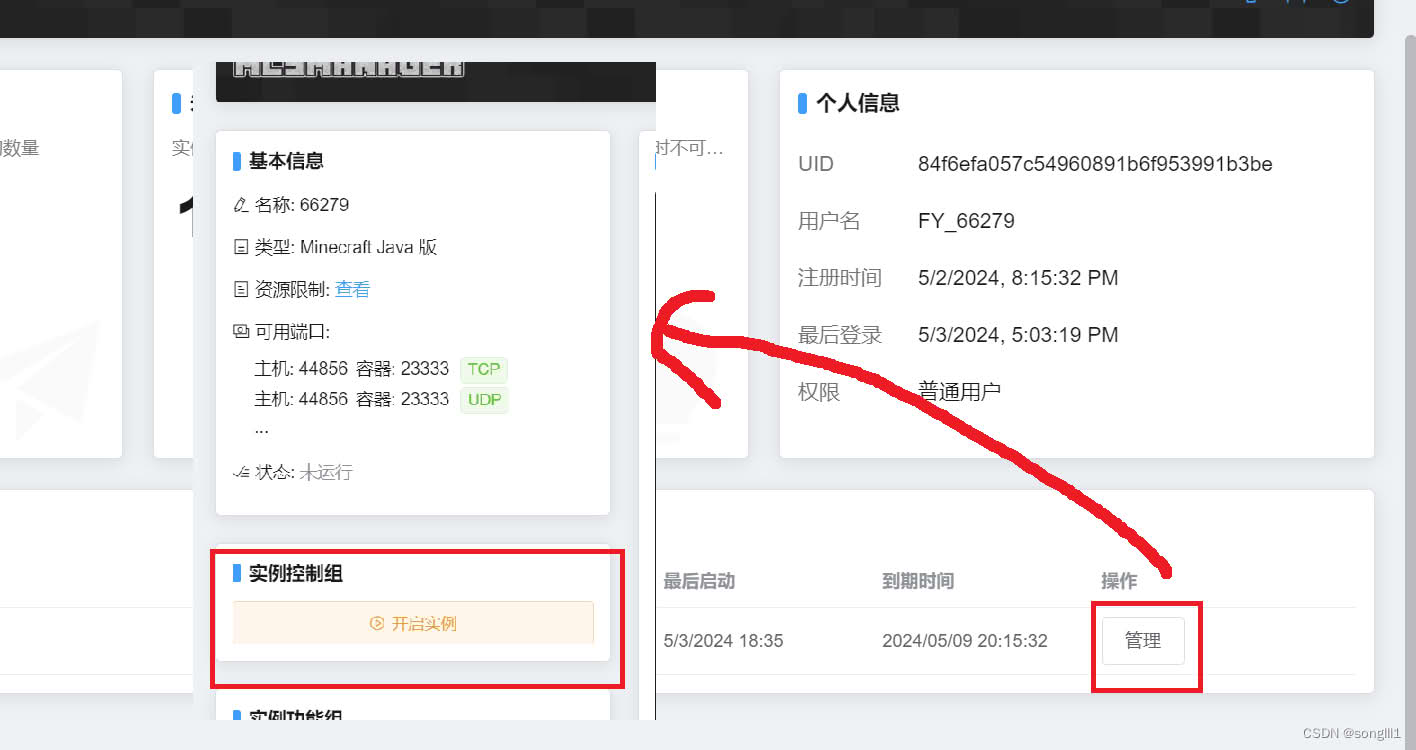 MCSMANAGER
的数量
实
时不可…
基本信息
名称: 66279
类型: Minecraft Java 版
资源限制: 查看
可用端口:
主机: 44856 容器: 23333 TCP
主机: 44856 容器: 23333 UDP
...
状态: 未运行
实例控制组
开启实例
实例功能组
个人信息
UID 84f6efa057c54960891b6f953991b3be
用户名 FY_66279
注册时间 5/2/2024, 8:15:32 PM
最后登录 5/3/2024, 5:03:19 PM
权限 普通用户
最后启动 到期时间 操作
5/3/2024 18:35 2024/05/09 20:15:32 管理